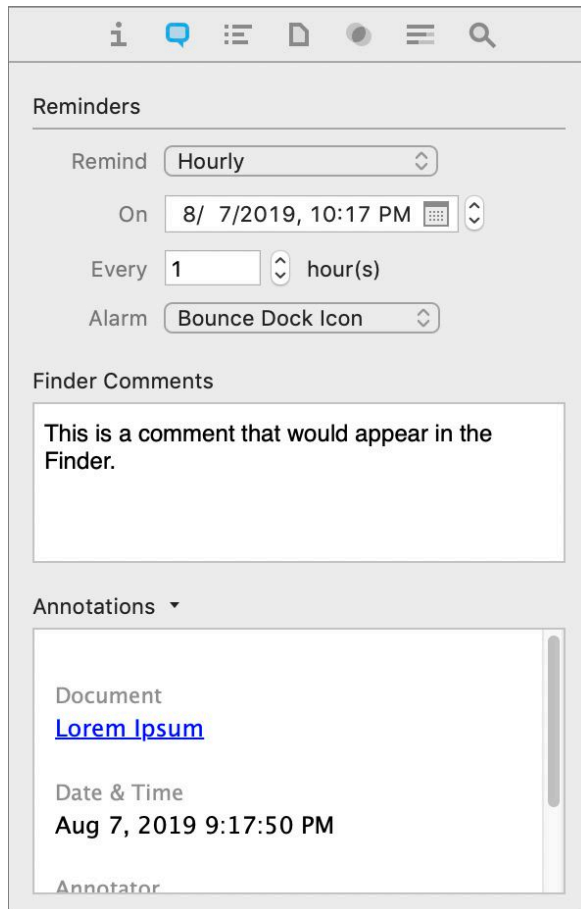 Reminders
Remind Hourly
On 8/ 7/2019, 10:17 PM
Every 1 hour(s)
Alarm Bounce Dock Icon
Finder Comments
This is a comment that would appear in the
Finder.
Annotations
Document
Lorem Ipsum
Date & Time
Aug 7, 2019 9:17:50 PM
Annotator